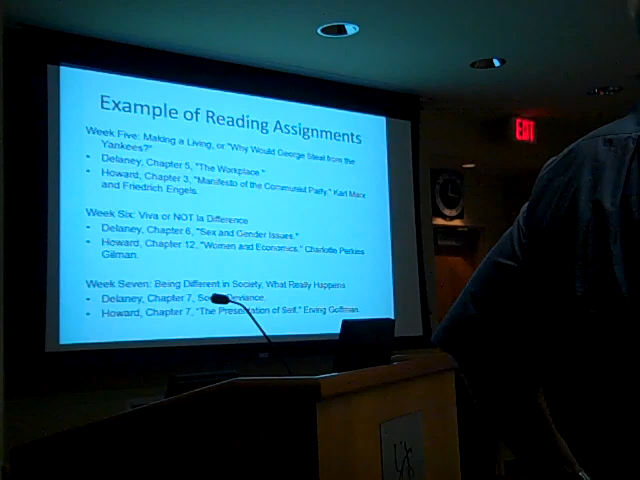 Example of Reading Assignments
Week Five: Making a Living, or "Why Would George Steal from the
Yankees?"
• Delaney, Chapter 5, "The Workplace."
• Howard, Chapter 3, "Manifesto of the Communist Party." Karl Marx
and Friedrich Engels.
Week Six: Viva or NOT la Difference
• Delaney, Chapter 6, "Sex and Gender Issues."
• Howard, Chapter 12, "Women and Economics." Charlotte Perkins
Gilman.
Week Seven: Being Different in Society, What Really Happens
• Delaney, Chapter 7, Social Deviance.
• Howard, Chapter 7, "The Presentation of Self," Erving Goffman.
EXIT